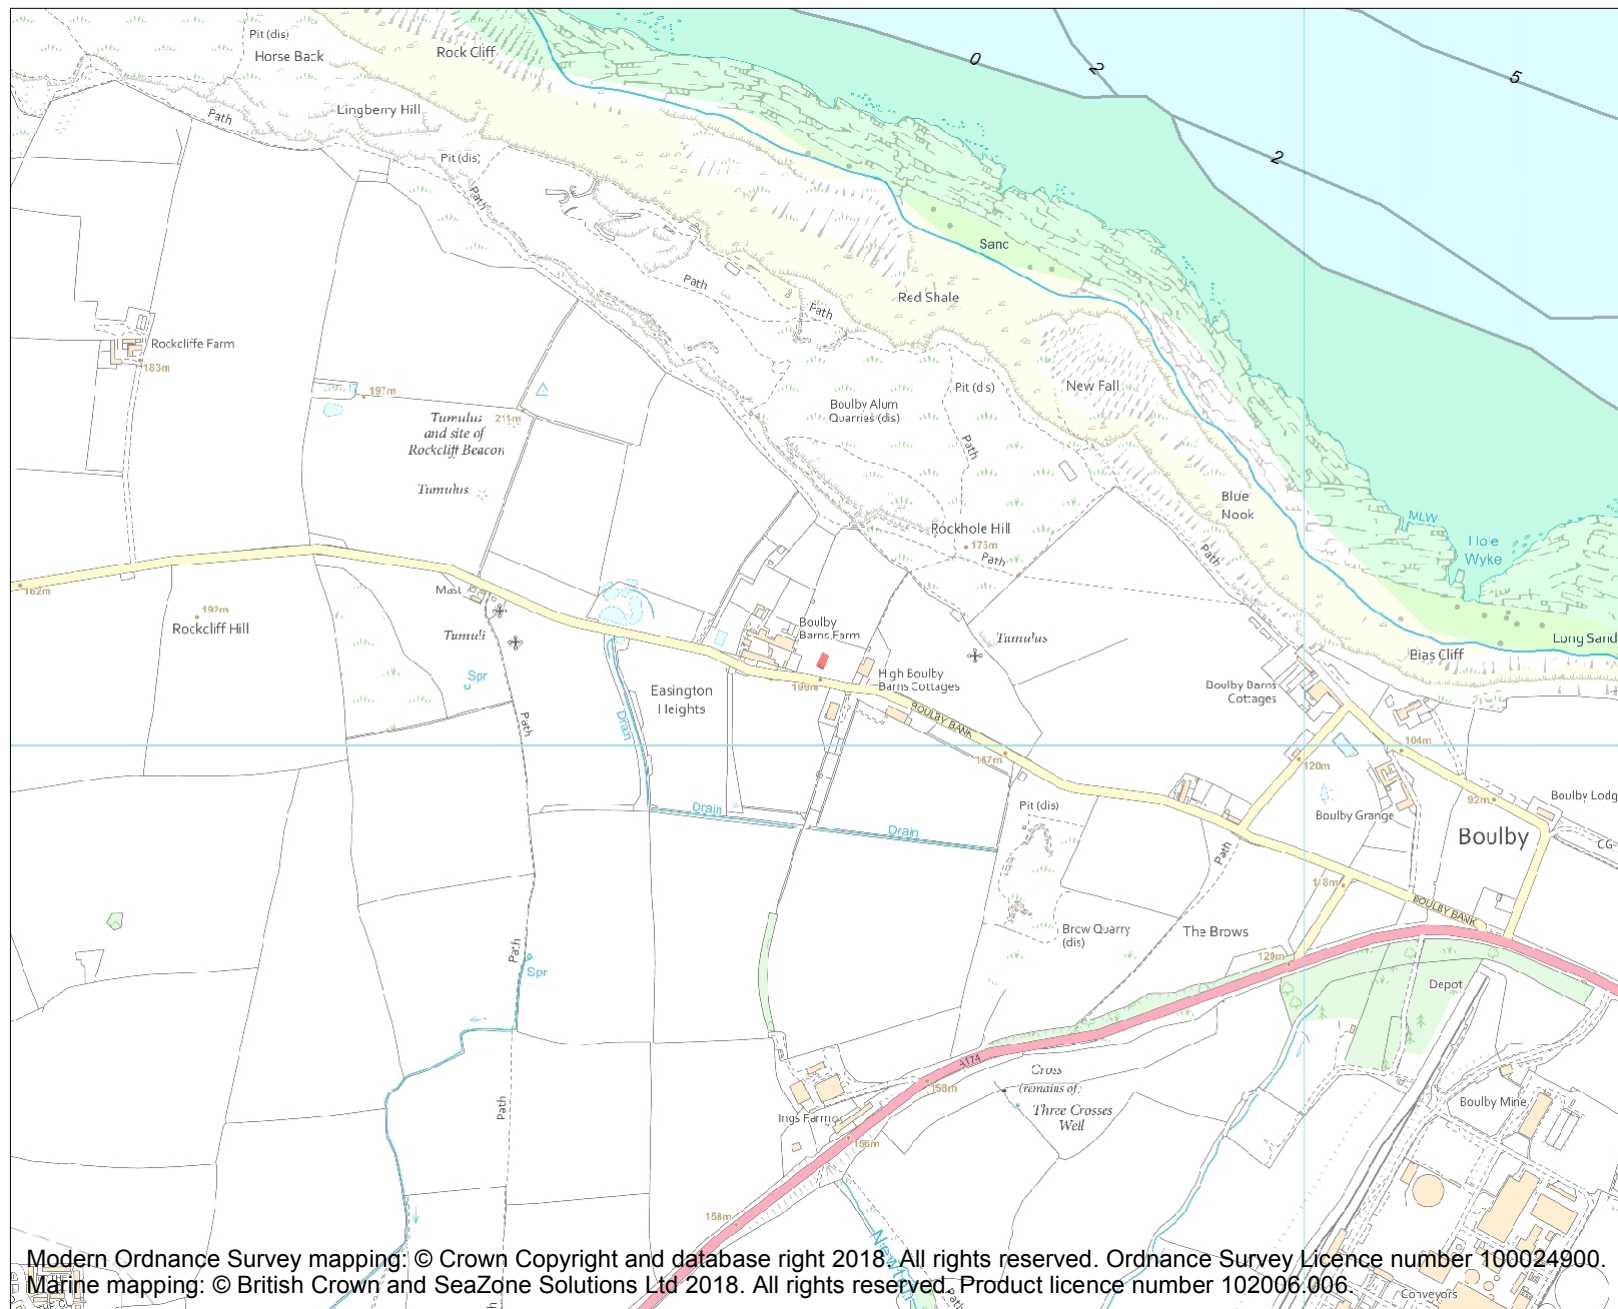 Pit (dis)
Horse Back
Rock Cliff
0
2
5
Lingberry Hill
Path
Pit (dis)
2
Path
Sand
Path
Red Shale
Path
Rockcliffe Farm
183m
197m
Tumulus
and site of
Rockcliff Beacon
211m
Boulby Alum
Quarries (dis)
Pit (dis)
New Fall
Path
Tumulus
Blue
Nook
MLW
Hole
Wyke
Rockhole Hill
175m
Path
Path
162m
Mast
192m
Rockcliff Hill
Tumuli
Boulby
Barns Farm
Tumulus
Long Sand
Bias Cliff
Spr
199m
High Boulby
Barns Cottages
Boulby Barns
Cottages
Easington
Heights
Drain
Path
BOULBY BANK
187m
104m
120m
92m
Boulby Lodg
Pit (dis)
Drain
Drain
Boulby Grange
Boulby
CG
Path
118m
BOULBY BANK
Brow Quarry
(dis)
The Brows
Path
Spr
120m
Depot
A174
Cross
(remains of)
158m
Three Crosses
Well
Path
Ings Farm
156m
Boulby Mine
158m
Newton
Modern Ordnance Survey mapping: © Crown Copyright and database right 2018. All rights reserved. Ordnance Survey Licence number 100024900.
Marine mapping: © British Crown and SeaZone Solutions Ltd 2018. All rights reserved. Product licence number 102006.006.
THE
Path
Conveyors